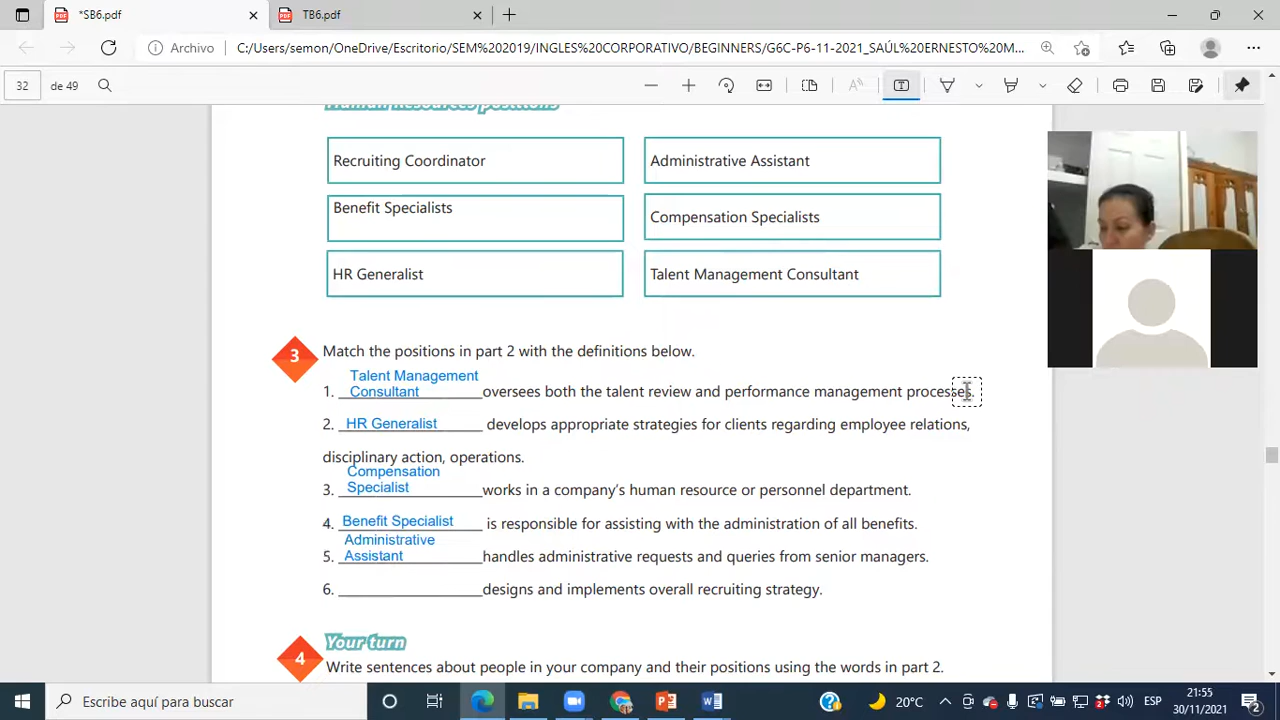 *SB6.pdf
TB6.pdf
Archivo
C:/Users/semon/OneDrive/Escritorio/SEM%202019/INGLES%20CORPORATIVO/BEGINNERS/G6C-P6-11-2021_SAÚL%20ERNESTO%20M...
32 de 49
Human Resources positions
Recruiting Coordinator
Administrative Assistant
Benefit Specialists
Compensation Specialists
HR Generalist
Talent Management Consultant
3 Match the positions in part 2 with the definitions below.
Talent Management
1. Consultant oversees both the talent review and performance management processes.
2. HR Generalist develops appropriate strategies for clients regarding employee relations,
disciplinary action, operations.
Compensation
3. Specialist works in a company's human resource or personnel department.
4. Benefit Specialist is responsible for assisting with the administration of all benefits.
Administrative
5. Assistant handles administrative requests and queries from senior managers.
6. ________________ designs and implements overall recruiting strategy.
Your turn
4 Write sentences about people in your company and their positions using the words in part 2.
Escribe aquí para buscar
20°C
ESP
21:55
30/11/2021
2